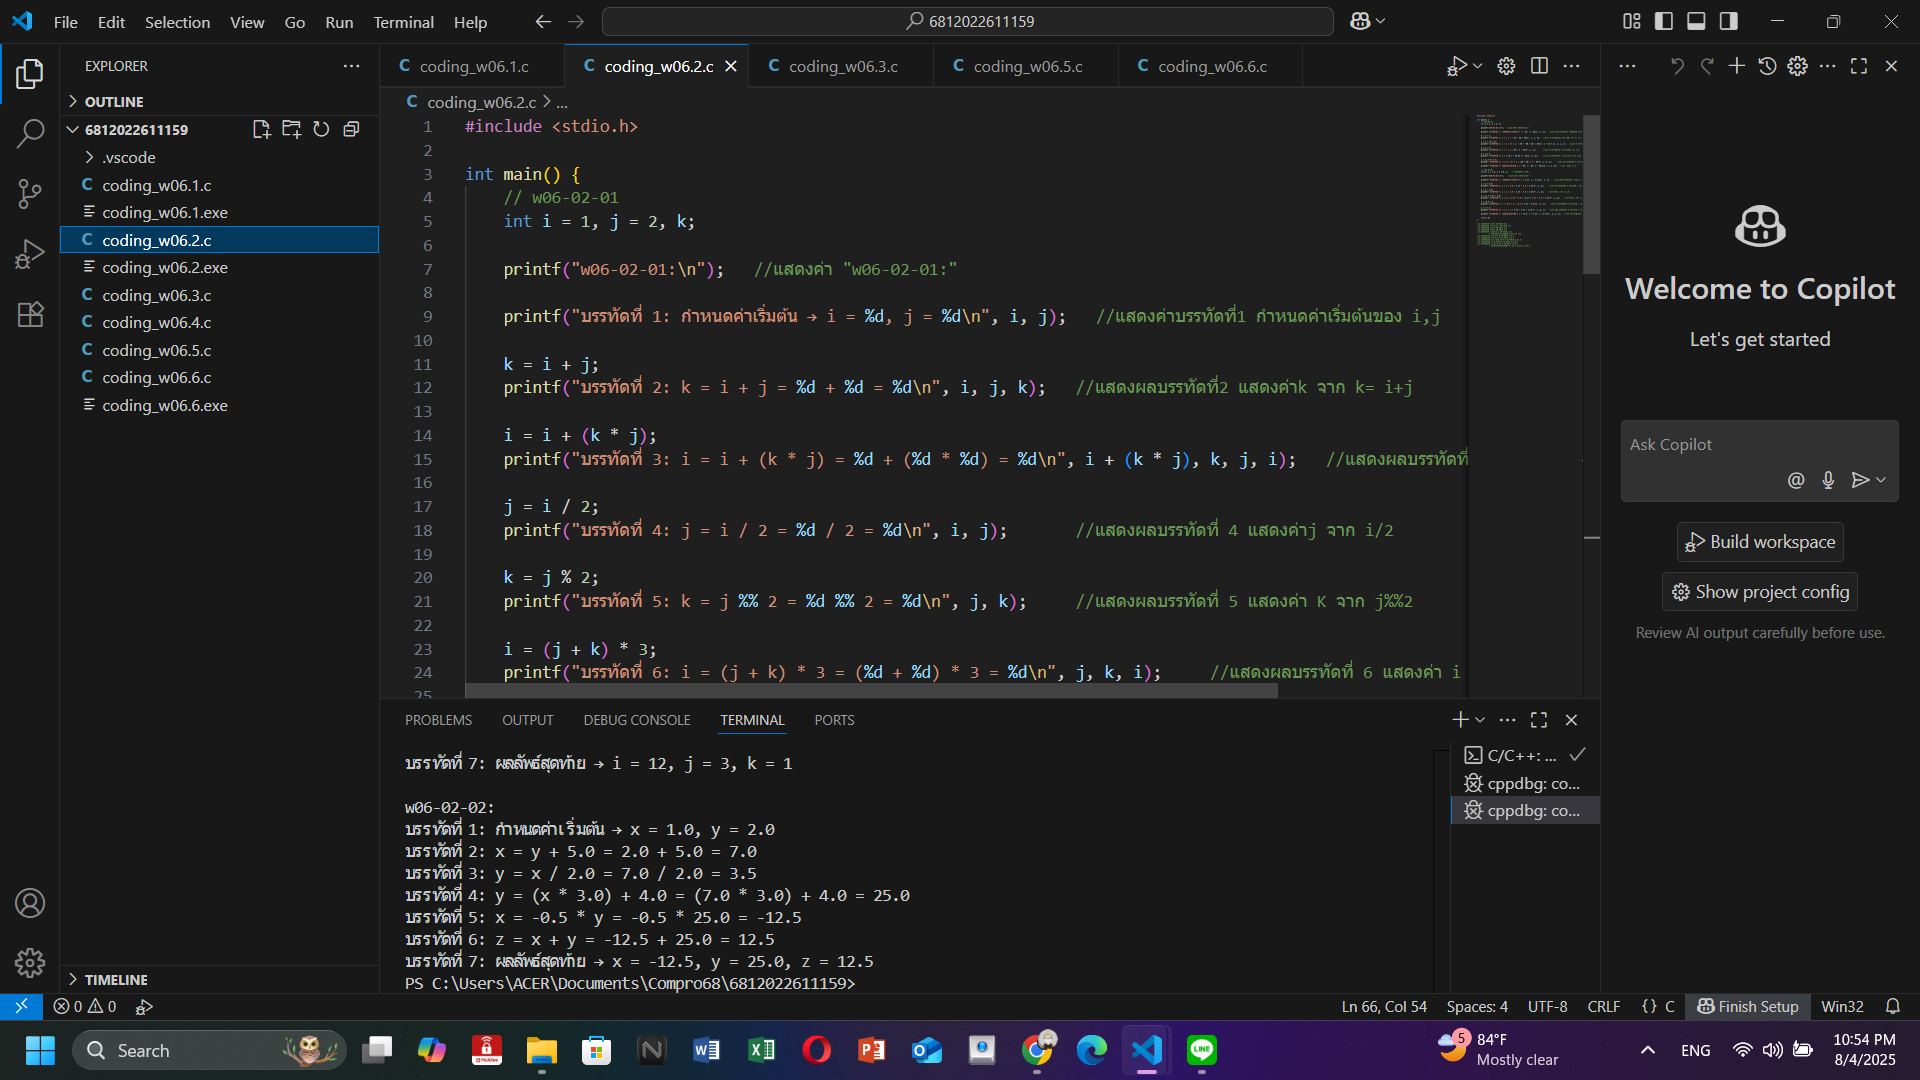 File Edit Selection View Go Run Terminal Help
6812022611159
EXPLORER
OUTLINE
6812022611159
.vscode
coding_w06.1.c
coding_w06.1.exe
coding_w06.2.c
coding_w06.2.exe
coding_w06.3.c
coding_w06.4.c
coding_w06.5.c
coding_w06.6.c
coding_w06.6.exe
TIMELINE
coding_w06.1.c coding_w06.2.c coding_w06.3.c coding_w06.5.c coding_w06.6.c
coding_w06.2.c > ...
1 #include <stdio.h>
2
3 int main() {
4 // w06-02-01
5 int i = 1, j = 2, k;
6
7 printf("w06-02-01:\n"); //แสดงค่า "w06-02-01:"
8
9 printf("บรรทัดที่ 1: กำหนดค่าเริ่มต้น → i = %d, j = %d\n", i, j); //แสดงค่าบรรทัดที่1 กำหนดค่าเริ่มต้นของ i,j
10
11 k = i + j;
12 printf("บรรทัดที่ 2: k = i + j = %d + %d = %d\n", i, j, k); //แสดงผลบรรทัดที่2 แสดงค่าk จาก k= i+j
13
14 i = i + (k * j);
15 printf("บรรทัดที่ 3: i = i + (k * j) = %d + (%d * %d) = %d\n", i + (k * j), k, j, i); //แสดงผลบรรทัดที่
16
17 j = i / 2;
18 printf("บรรทัดที่ 4: j = i / 2 = %d / 2 = %d\n", i, j); //แสดงผลบรรทัดที่ 4 แสดงค่าj จาก i/2
19
20 k = j % 2;
21 printf("บรรทัดที่ 5: k = j %% 2 = %d %% 2 = %d\n", j, k); //แสดงผลบรรทัดที่ 5 แสดงค่า K จาก j%%2
22
23 i = (j + k) * 3;
24 printf("บรรทัดที่ 6: i = (j + k) * 3 = (%d + %d) * 3 = %d\n", j, k, i); //แสดงผลบรรทัดที่ 6 แสดงค่า i
25
PROBLEMS OUTPUT DEBUG CONSOLE TERMINAL PORTS
บรรทัดที่ 7: ผลลัพธ์สุดท้าย → i = 12, j = 3, k = 1
w06-02-02:
บรรทัดที่ 1: กำหนดค่าเริ่มต้น → x = 1.0, y = 2.0
บรรทัดที่ 2: x = y + 5.0 = 2.0 + 5.0 = 7.0
บรรทัดที่ 3: y = x / 2.0 = 7.0 / 2.0 = 3.5
บรรทัดที่ 4: y = (x * 3.0) + 4.0 = (7.0 * 3.0) + 4.0 = 25.0
บรรทัดที่ 5: x = -0.5 * y = -0.5 * 25.0 = -12.5
บรรทัดที่ 6: z = x + y = -12.5 + 25.0 = 12.5
บรรทัดที่ 7: ผลลัพธ์สุดท้าย → x = -12.5, y = 25.0, z = 12.5
PS C:\Users\ACER\Documents\Compro68\6812022611159>
C/C++: ...
cppdbg: co...
cppdbg: co...
Welcome to Copilot
Let's get started
Ask Copilot
Build workspace
Show project config
Review AI output carefully before use.
0 0
Ln 66, Col 54 Spaces: 4 UTF-8 CRLF {} C Finish Setup Win32
Search
5
84°F
Mostly clear
ENG
10:54 PM
8/4/2025